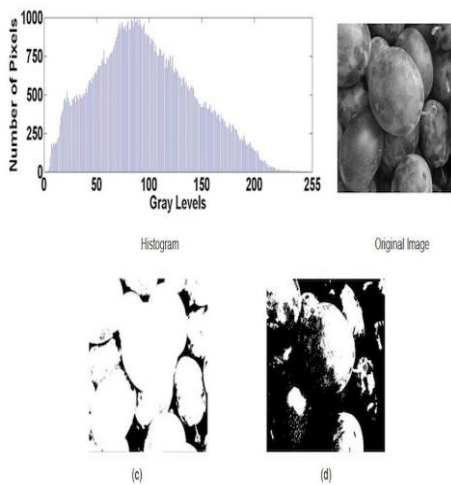 1000
750
500
250
0
Number of Pixels
0 50 100 150 200 255
Gray Levels
Histogram
Original Image
(c)
(d)